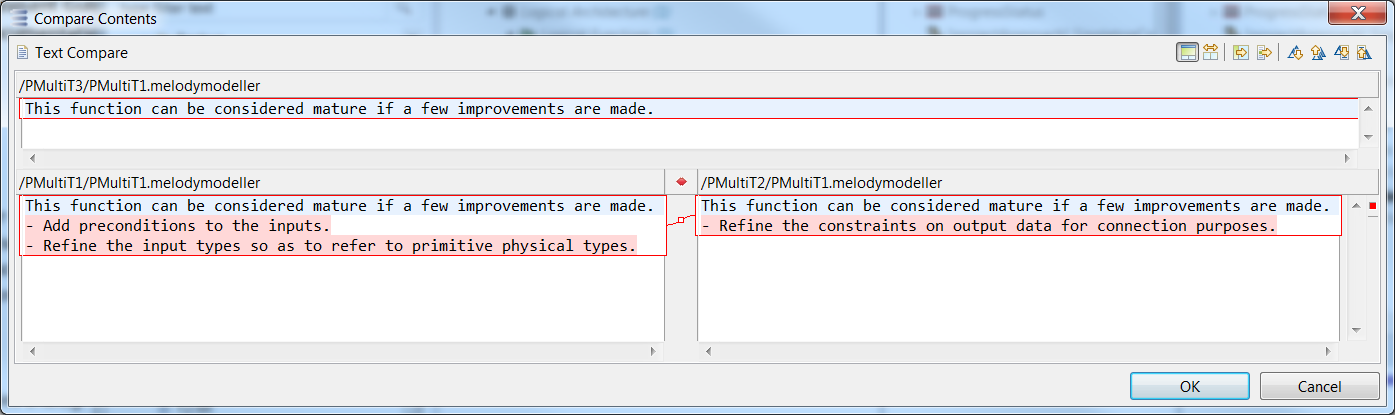 Compare Contents
Text Compare
/PMultiT3/PMultiT1.melodymodeller
This function can be considered mature if a few improvements are made.
/PMultiT1/PMultiT1.melodymodeller
This function can be considered mature if a few improvements are made.
- Add preconditions to the inputs.
- Refine the input types so as to refer to primitive physical types.
/PMultiT2/PMultiT1.melodymodeller
This function can be considered mature if a few improvements are made.
- Refine the constraints on output data for connection purposes.
OK
Cancel